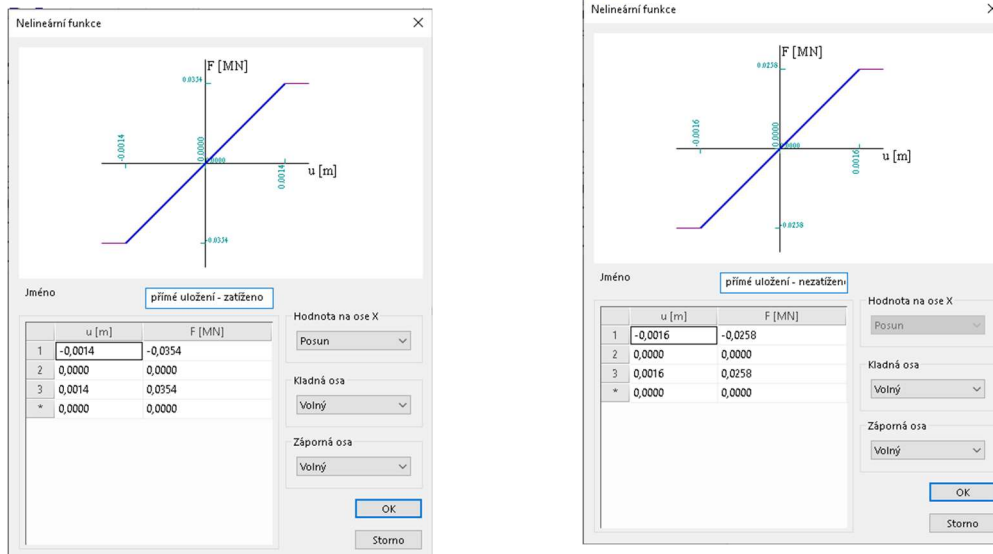 Nelineární funkce
F [MN]
0.0354
-0.0014
0.0000
0.0000
0.0014
u [m]
-0.0354
Jméno
přímé uložení - zatíženo
u [m] F [MN]
1 -0,0014 -0,0354
2 0,0000 0,0000
3 0,0014 0,0354
* 0,0000 0,0000
Hodnota na ose X
Posun
Kladná osa
Volný
Záporná osa
Volný
OK
Storno
Nelineární funkce
F [MN]
0.0258
-0.0016
0.0000
0.0000
0.0016
u [m]
-0.0258
Jméno
přímé uložení - nezatížen
u [m] F [MN]
1 -0,0016 -0,0258
2 0,0000 0,0000
3 0,0016 0,0258
* 0,0000 0,0000
Hodnota na ose X
Posun
Kladná osa
Volný
Záporná osa
Volný
OK
Storno